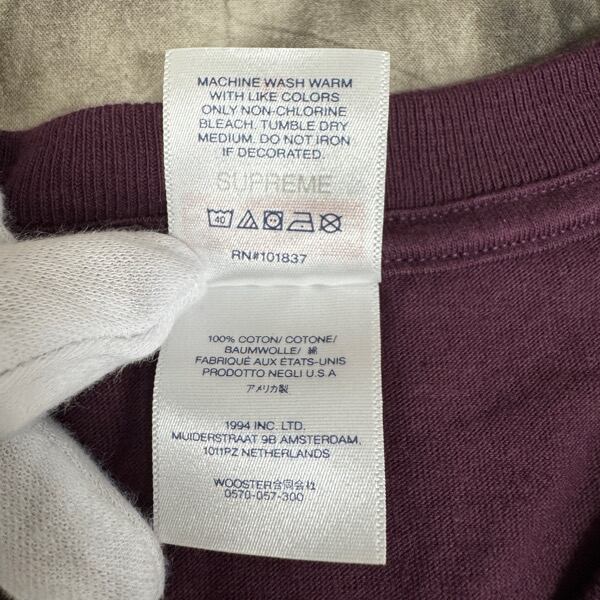 MACHINE WASH WARM
WITH LIKE COLORS
ONLY NON-CHLORINE
BLEACH. TUMBLE DRY
MEDIUM. DO NOT IRON
IF DECORATED.
SUPREME
40
RN#101837
100% COTON/ COTONE/
BAUMWOLLE/ 綿
FABRIQUÉ AUX ÉTATS-UNIS
PRODOTTO NEGLI U.S.A
アメリカ製
1994 INC. LTD.
MUIDERSTRAAT 9B AMSTERDAM,
1011PZ NETHERLANDS
WOOSTER合同会社
0570-057-300